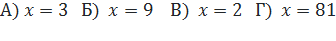 А) x = 3 Б) x = 9 В) x = 2 Г) x = 81